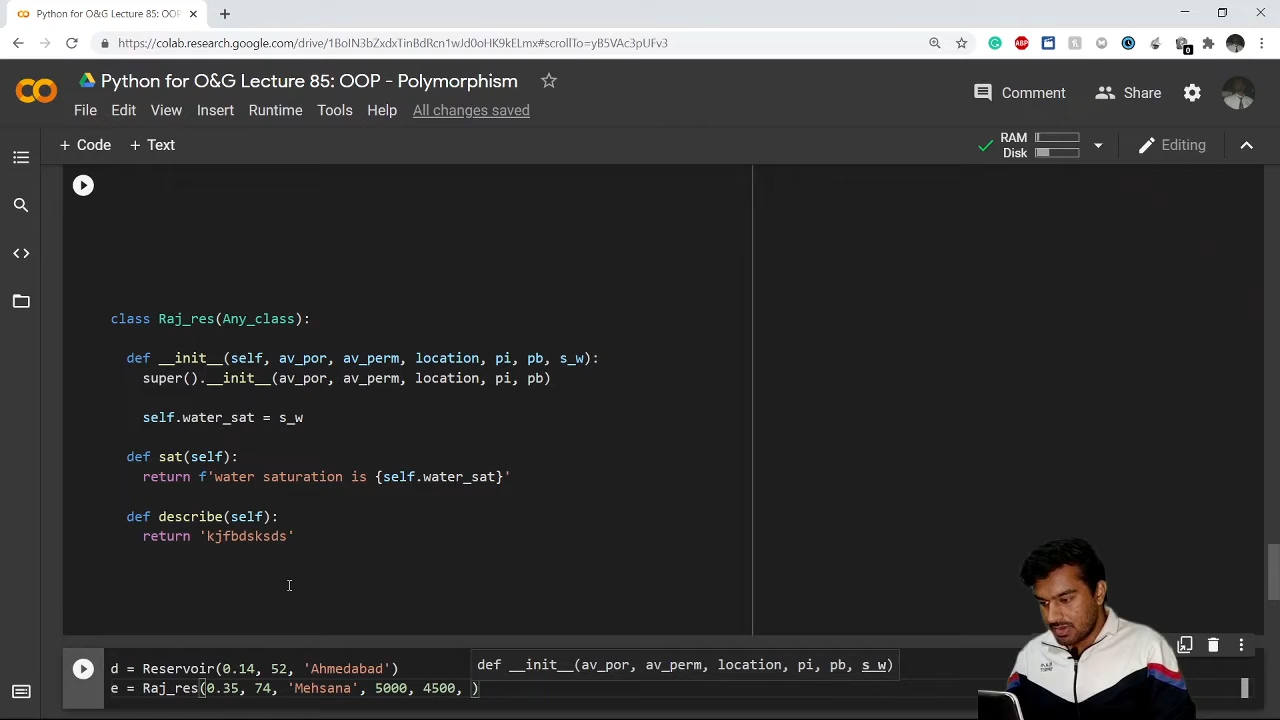 Python for O&G Lecture 85: OOP
https://colab.research.google.com/drive/
Python for O&G Lecture 85: OOP - Polymorphism
Comment
Share
File Edit View Insert Runtime Tools Help All changes saved
+ Code + Text
RAM
Disk
Editing
class Raj_res(Any_class):
def __init__(self, av_por, av_perm, location, pi, pb, s_w):
super().__init__(av_por, av_perm, location, pi, pb)
self.water_sat = s_w
def sat(self):
return f'water saturation is {self.water_sat}'
def describe(self):
return 'kjfbdsksds'
d = Reservoir(0.14, 52, 'Ahmedabad')
def __init__(av_por, av_perm, location, pi, pb, s_w)
e = Raj_res(0.35, 74, 'Mehsana', 5000, 4500, )